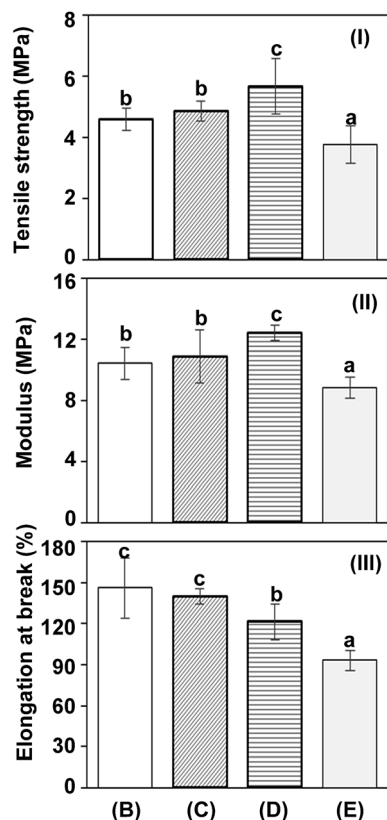 Tensile strength (MPa)
8
6
4
2
0
(I)
b
b
c
a
Modulus (MPa)
16
12
8
4
0
(II)
b
b
c
a
Elongation at break (%)
180
150
120
90
60
30
0
(III)
c
c
b
a
(B) (C) (D) (E)